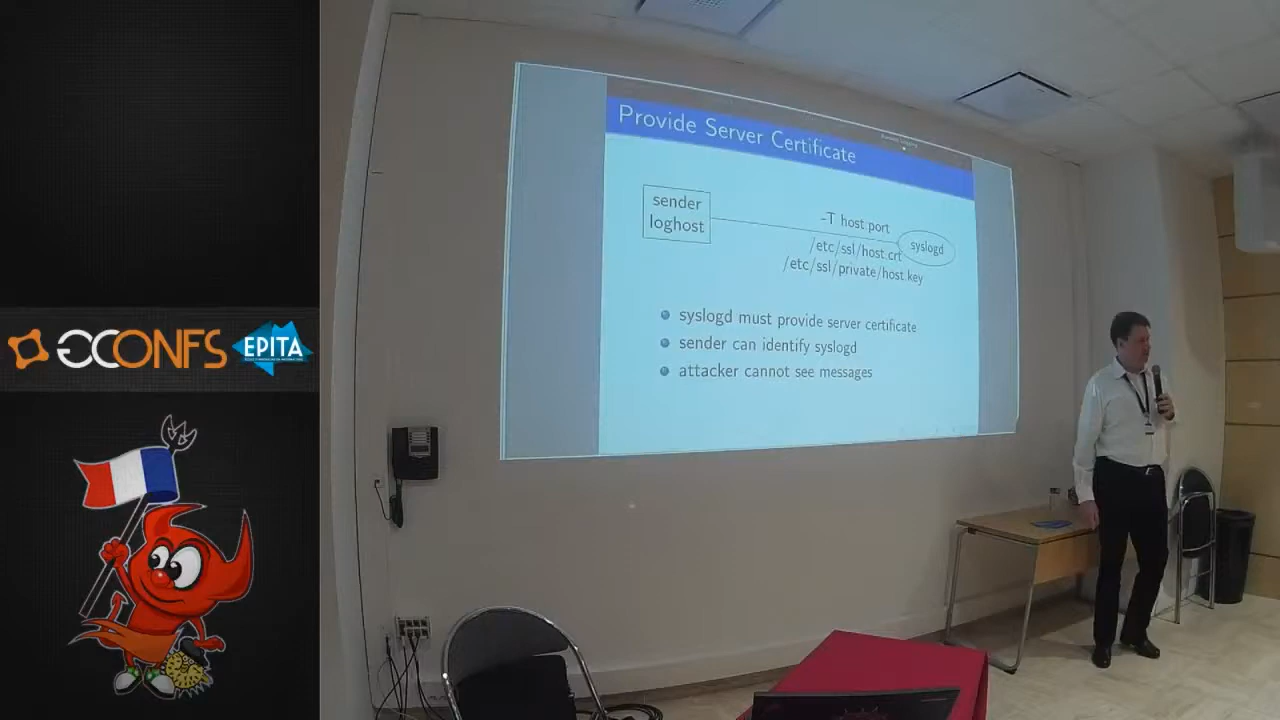 Provide Server Certificate
sender
loghost
-T host port
syslogd
/etc/ssl/host.crt
/etc/ssl/private/host.key
syslogd must provide server certificate
sender can identify syslogd
attacker cannot see messages
GCONFS
EPITA